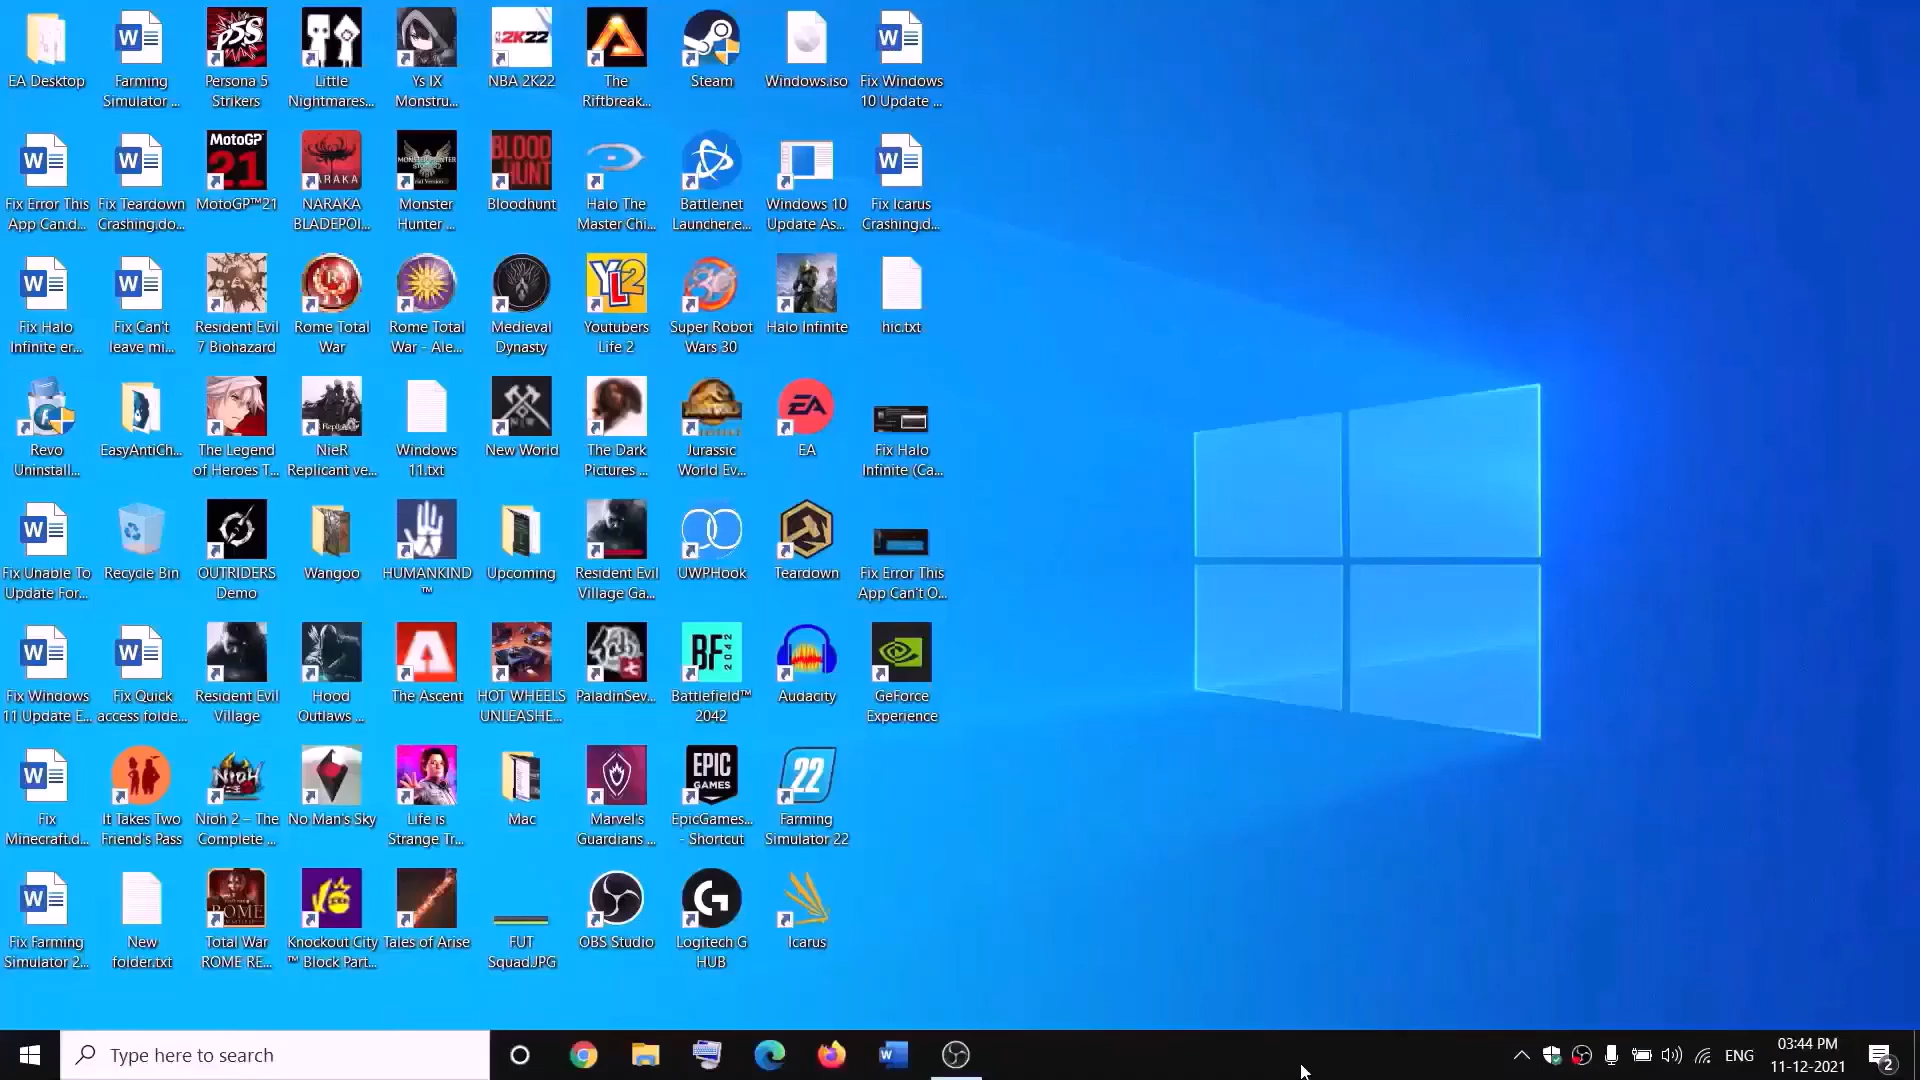 EA Desktop
Farming
Simulator ...
Persona 5
Strikers
Little
Nightmares...
Ys IX
Monstru...
NBA 2K22
The
Riftbreak...
Steam
Windows.iso
Fix Windows
10 Update ...
Fix Error This
App Can.d...
Fix Teardown
Crashing.do...
MotoGP™21
NARAKA
BLADEPOI...
Monster
Hunter ...
Bloodhunt
Halo The
Master Chi...
Battle.net
Launcher.e...
Windows 10
Update As...
Fix Icarus
Crashing.d...
Fix Halo
Infinite er...
Fix Can't
leave mi...
Resident Evil
7 Biohazard
Rome Total
War
Rome Total
War - Ale...
Medieval
Dynasty
Youtubers
Life 2
Super Robot
Wars 30
Halo Infinite
hic.txt
Revo
Uninstall...
EasyAntiCh...
The Legend
of Heroes T...
NieR
Replicant ve...
Windows
11.txt
New World
The Dark
Pictures ...
Jurassic
World Ev...
EA
Fix Halo
Infinite (Ca...
Fix Unable To
Update For...
Recycle Bin
OUTRIDERS
Demo
Wangoo
HUMANKIND
™
Upcoming
Resident Evil
Village Ga...
UWPHook
Teardown
Fix Error This
App Can't O...
Fix Windows
11 Update E...
Fix Quick
access folde...
Resident Evil
Village
Hood
Outlaws ...
The Ascent
HOT WHEELS
UNLEASHE...
PaladinSev...
Battlefield™
2042
Audacity
GeForce
Experience
Fix
Minecraft.d...
It Takes Two
Friend's Pass
Nioh 2 – The
Complete ...
No Man's Sky
Life is
Strange Tr...
Mac
Marvel's
Guardians ...
EpicGames...
- Shortcut
Farming
Simulator 22
Fix Farming
Simulator 2...
New
folder.txt
Total War
ROME RE...
Knockout City
™ Block Part...
Tales of Arise
FUT
Squad.JPG
OBS Studio
Logitech G
HUB
Icarus
Type here to search
ENG
03:44 PM
11-12-2021
2